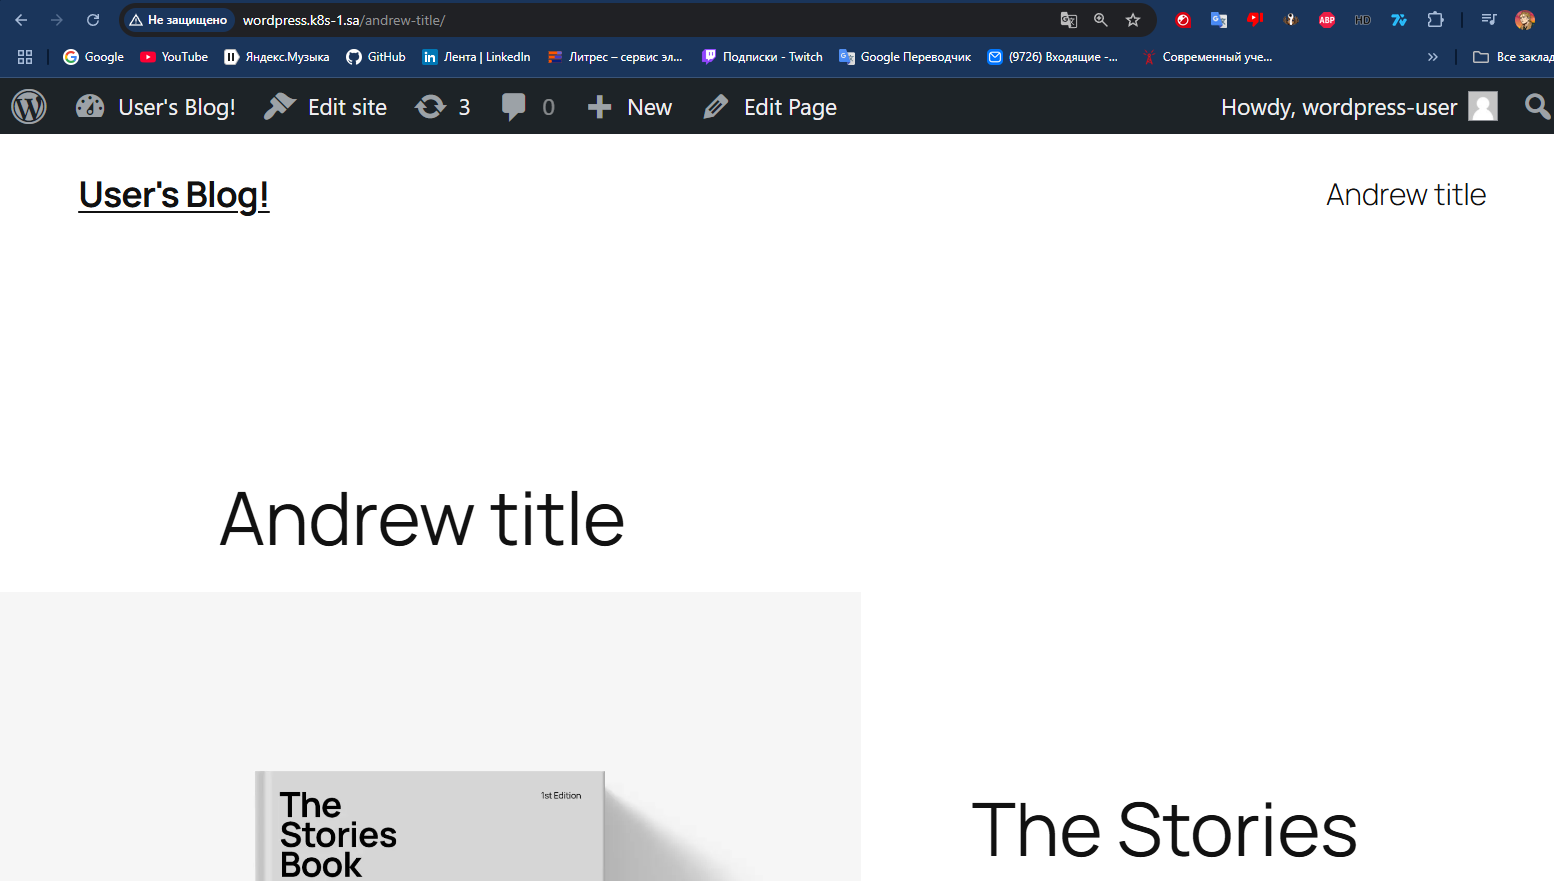 Не защищено wordpress.k8s-1.sa/andrew-title/
ABP HD
Google YouTube Яндекс.Музыка GitHub Лента | LinkedIn Литрес – сервис эл... Подписки - Twitch Google Переводчик (9726) Входящие -... Современный уче... » Все заклад
User's Blog! Edit site 3 0 New Edit Page Howdy, wordpress-user
User's Blog! Andrew title
Andrew title
The
Stories
Book
1st Edition
The Stories